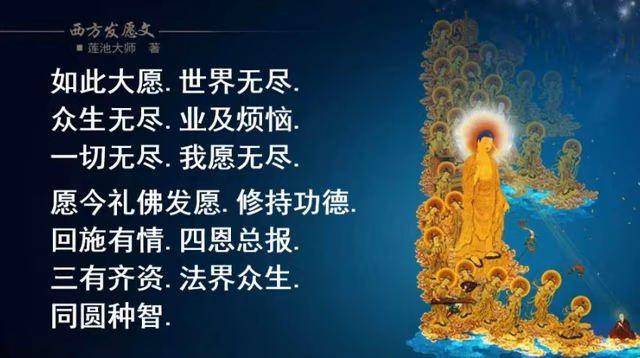 西方发愿文
■ 莲池大师 著
如此大愿. 世界无尽.
众生无尽. 业及烦恼.
一切无尽. 我愿无尽.
愿今礼佛发愿. 修持功德.
回施有情. 四恩总报.
三有齐资. 法界众生.
同圆种智.